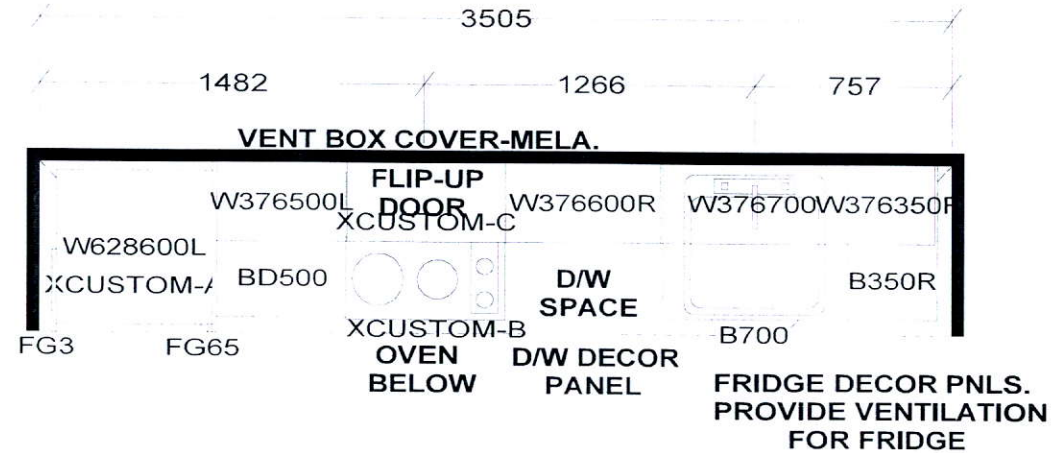 3505
1482 1266 757
VENT BOX COVER-MELA.
FLIP-UP
DOOR
W376500L W376600R W376700 W376350R
XCUSTOM-C
W628600L
XCUSTOM-A BD500 D/W B350R
SPACE
XCUSTOM-B B700
FG3 FG65 OVEN D/W DECOR
BELOW PANEL
FRIDGE DECOR PNLS.
PROVIDE VENTILATION
FOR FRIDGE